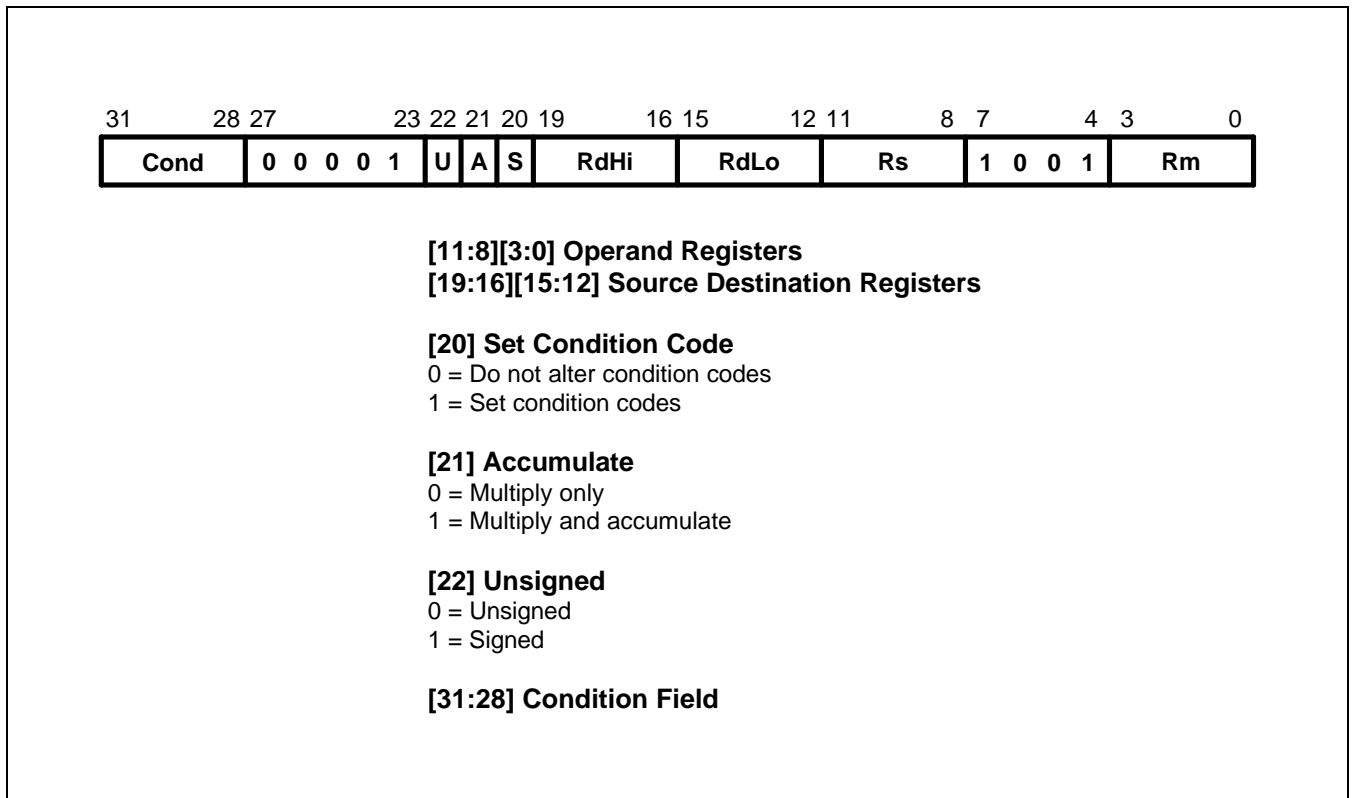 31 28 27 23 22 21 20 19 16 15 12 11 8 7 4 3 0
Cond 0 0 0 0 1 U A S RdHi RdLo Rs 1 0 0 1 Rm
[11:8][3:0] Operand Registers
[19:16][15:12] Source Destination Registers
[20] Set Condition Code
0 = Do not alter condition codes
1 = Set condition codes
[21] Accumulate
0 = Multiply only
1 = Multiply and accumulate
[22] Unsigned
0 = Unsigned
1 = Signed
[31:28] Condition Field